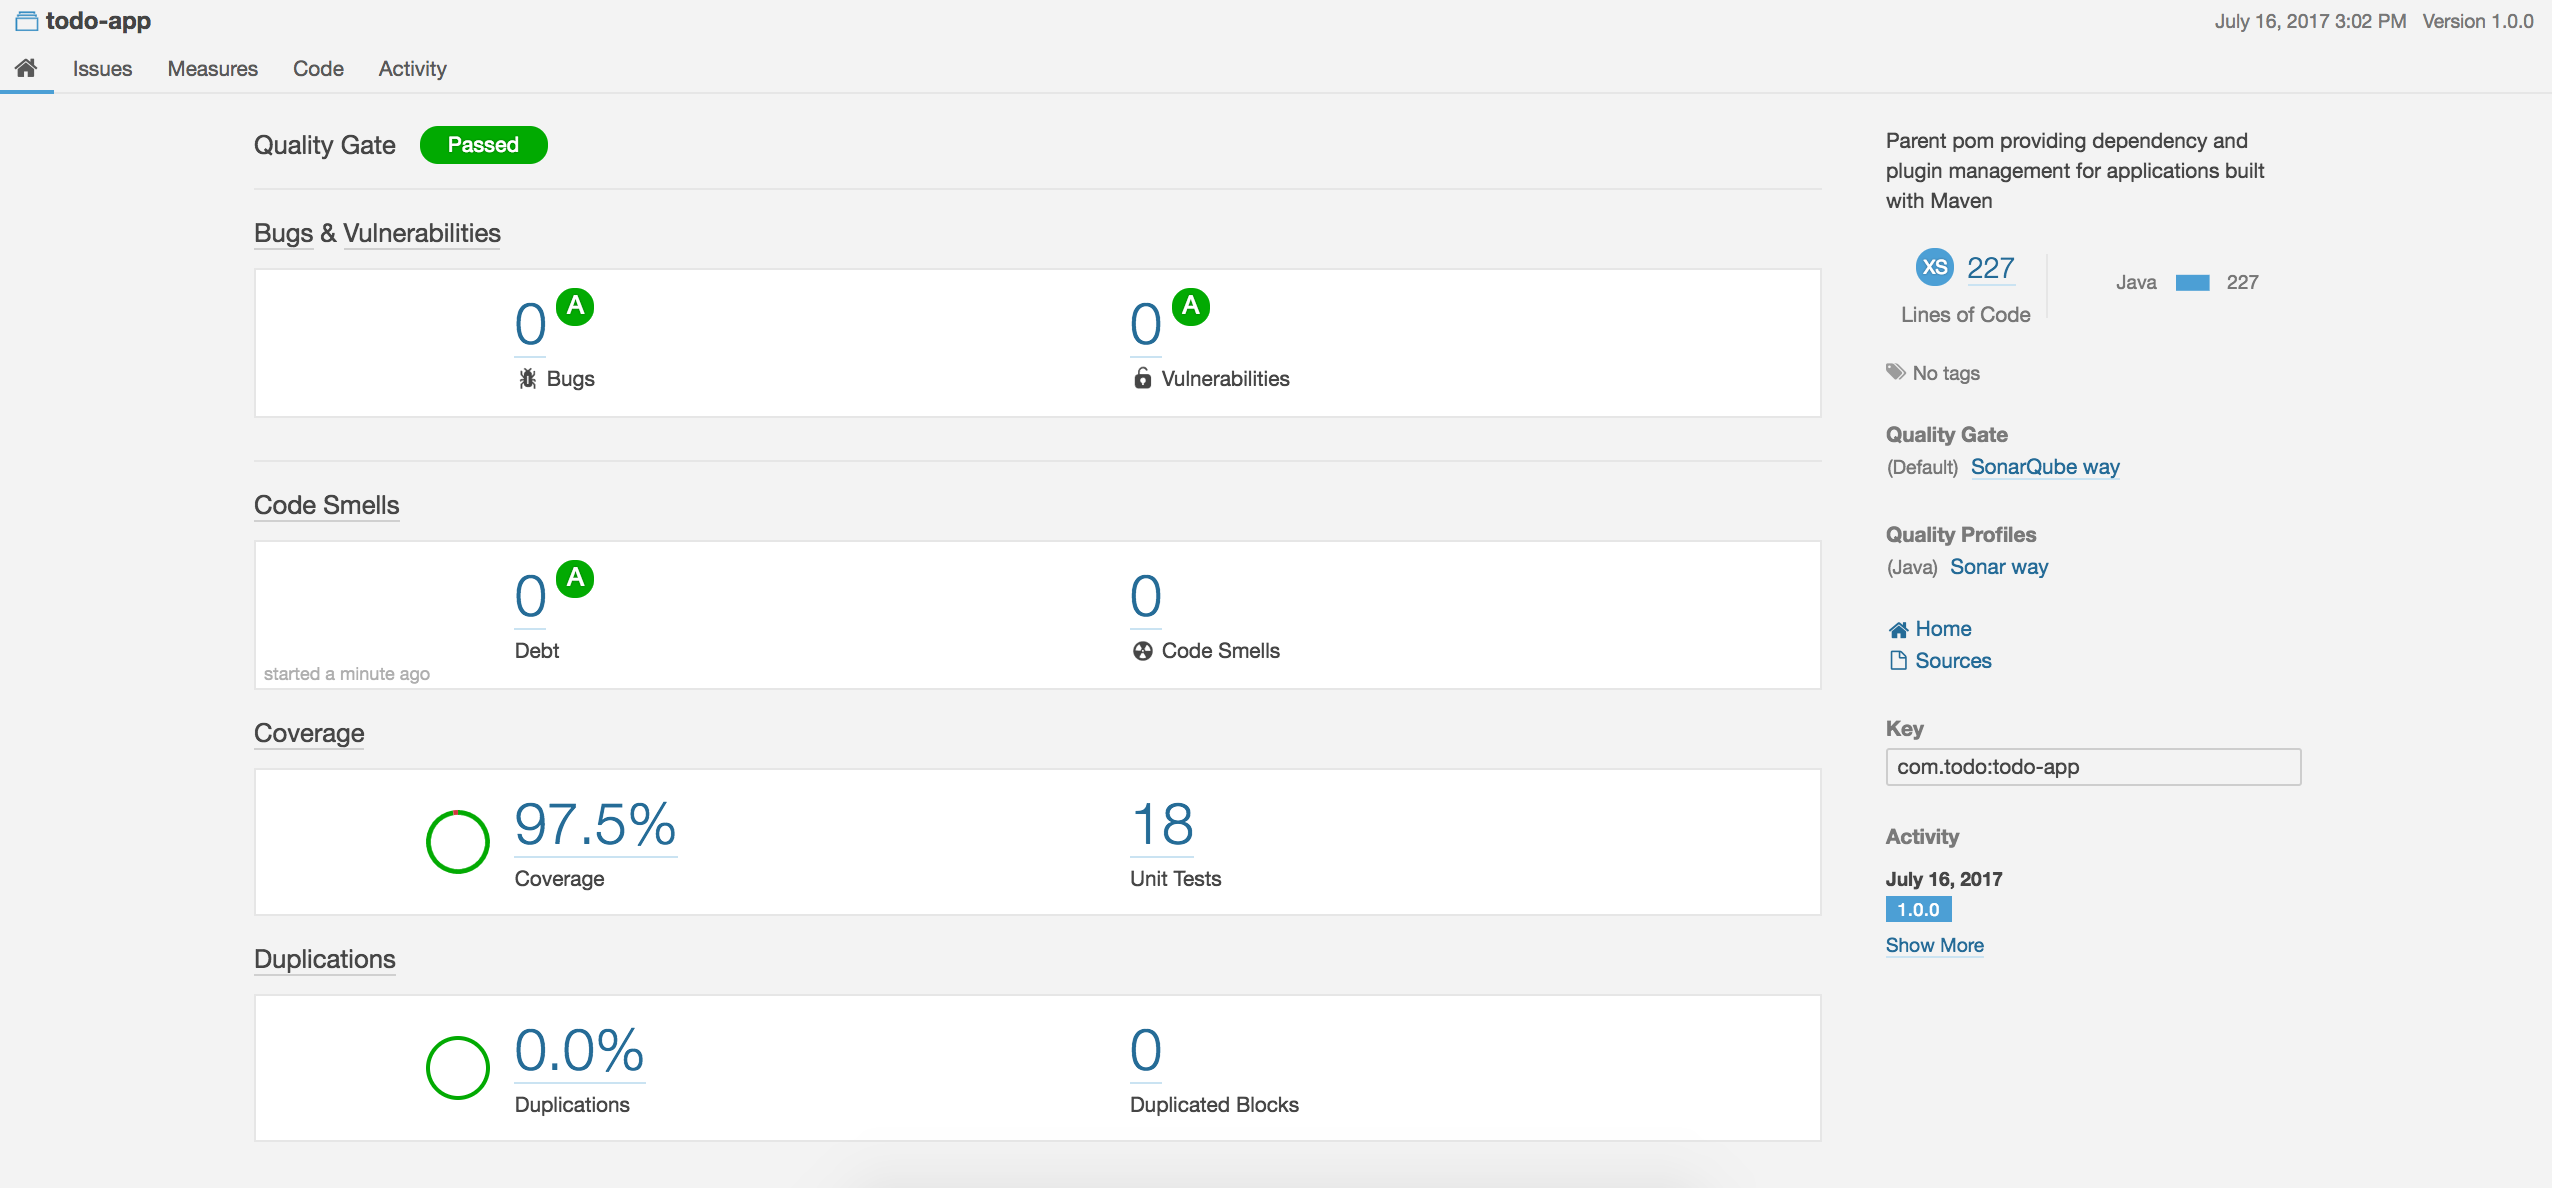 todo-app
July 16, 2017 3:02 PM Version 1.0.0
Issues Measures Code Activity
Quality Gate Passed
Bugs & Vulnerabilities
0 A
Bugs
0 A
Vulnerabilities
Code Smells
0 A
Debt
0
Code Smells
started a minute ago
Coverage
97.5%
Coverage
18
Unit Tests
Duplications
0.0%
Duplications
0
Duplicated Blocks
Parent pom providing dependency and
plugin management for applications built
with Maven
XS 227
Lines of Code
Java 227
No tags
Quality Gate
(Default) SonarQube way
Quality Profiles
(Java) Sonar way
Home
Sources
Key
com.todo:todo-app
Activity
July 16, 2017
1.0.0
Show More